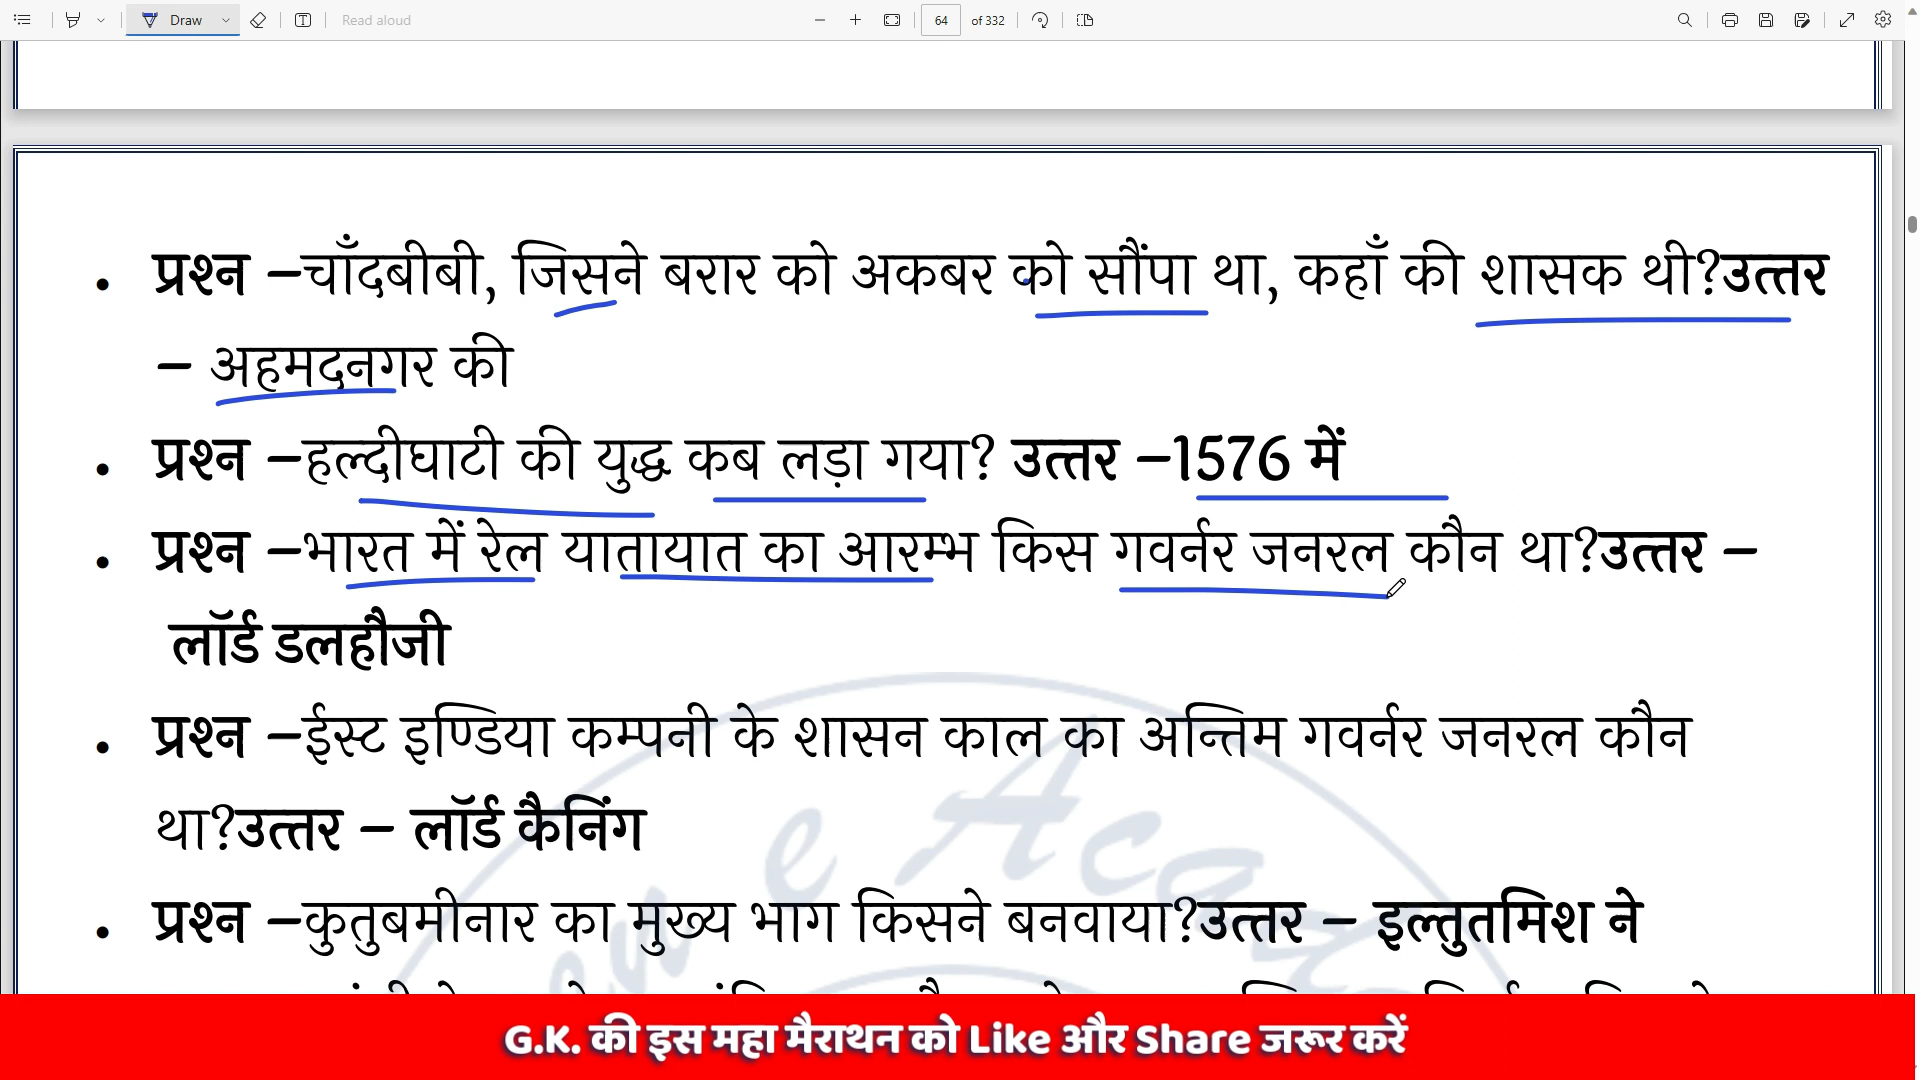 Draw
Read aloud
64 of 332
• प्रश्न –चाँदबीबी, जिसने बरार को अकबर को सौंपा था, कहाँ की शासक थी?उत्तर
– अहमदनगर की
• प्रश्न –हल्दीघाटी की युद्ध कब लड़ा गया? उत्तर –1576 में
• प्रश्न –भारत में रेल यातायात का आरम्भ किस गवर्नर जनरल कौन था?उत्तर –
लॉर्ड डलहौजी
• प्रश्न –ईस्ट इण्डिया कम्पनी के शासन काल का अन्तिम गवर्नर जनरल कौन
था?उत्तर – लॉर्ड कैनिंग
• प्रश्न –कुतुबमीनार का मुख्य भाग किसने बनवाया?उत्तर – इल्तुतमिश ने
G.K. की इस महा मैराथन को Like और Share जरूर करें